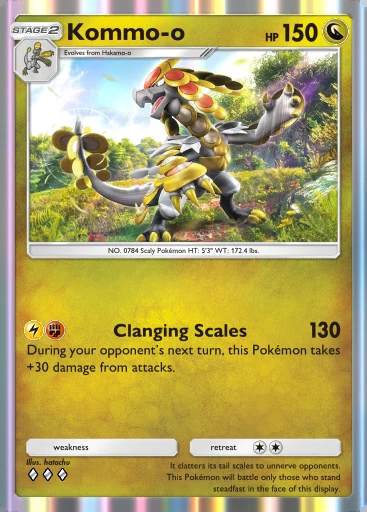 STAGE2
Kommo-o
HP 150
Evolves from Hakamo-o
NO. 0784 Scaly Pokémon HT: 5'3" WT: 172.4 lbs.
Clanging Scales 130
During your opponent's next turn, this Pokémon takes
+30 damage from attacks.
weakness
retreat
Illus. hatachu
It clatters its tail scales to unnerve opponents.
This Pokémon will battle only those who stand
steadfast in the face of this display.